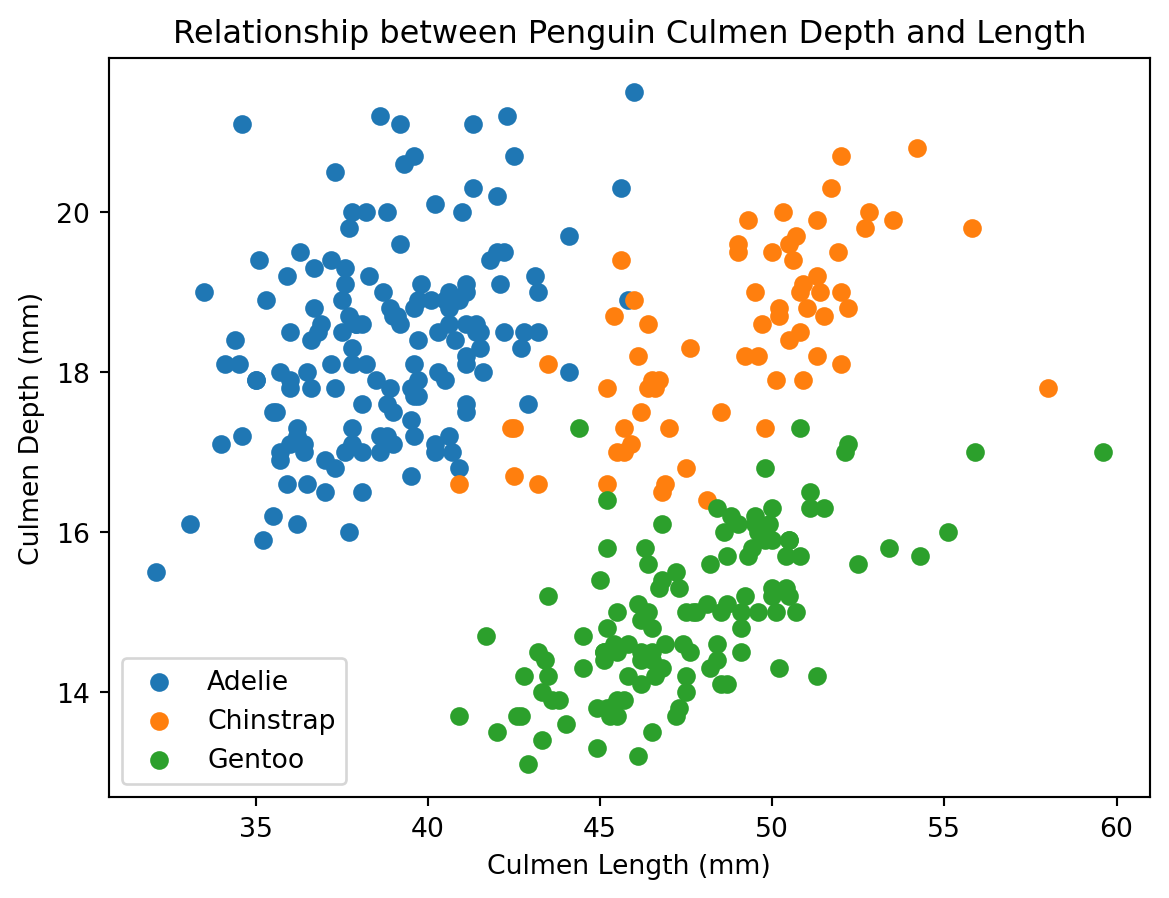 Relationship between Penguin Culmen Depth and Length
Culmen Depth (mm)
20
18
16
14
Adelie
Chinstrap
Gentoo
35 40 45 50 55 60
Culmen Length (mm)